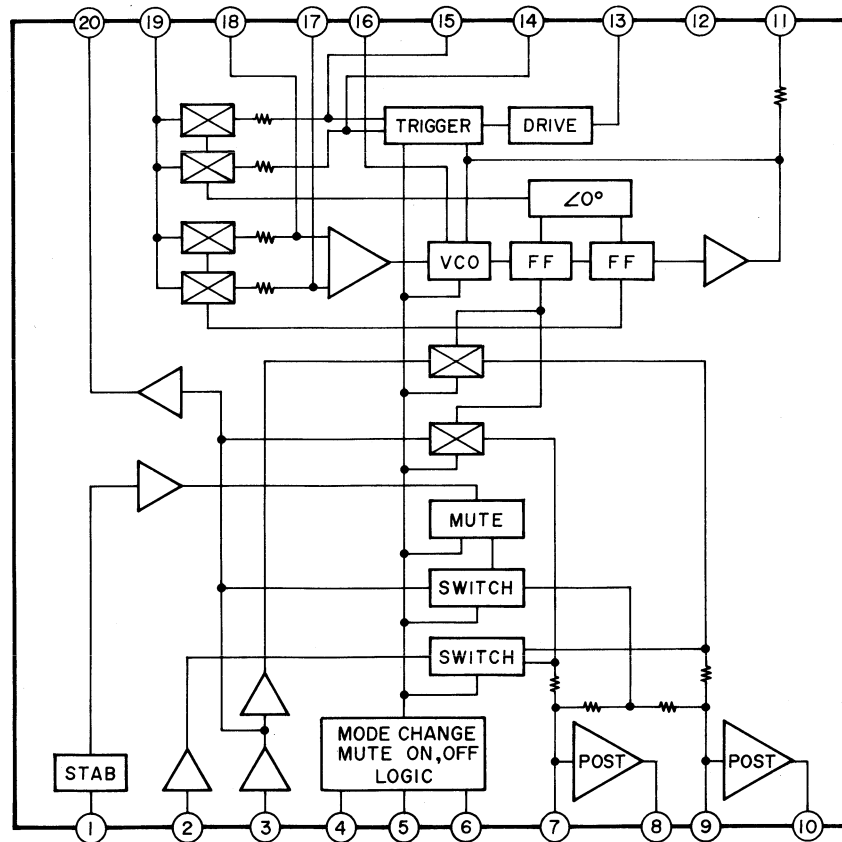 20 19 18 17 16 15 14 13 12 11
TRIGGER DRIVE
∠0°
VCO FF FF
MUTE
SWITCH
SWITCH
MODE CHANGE
MUTE ON, OFF
LOGIC
STAB
POST POST
1 2 3 4 5 6 7 8 9 10